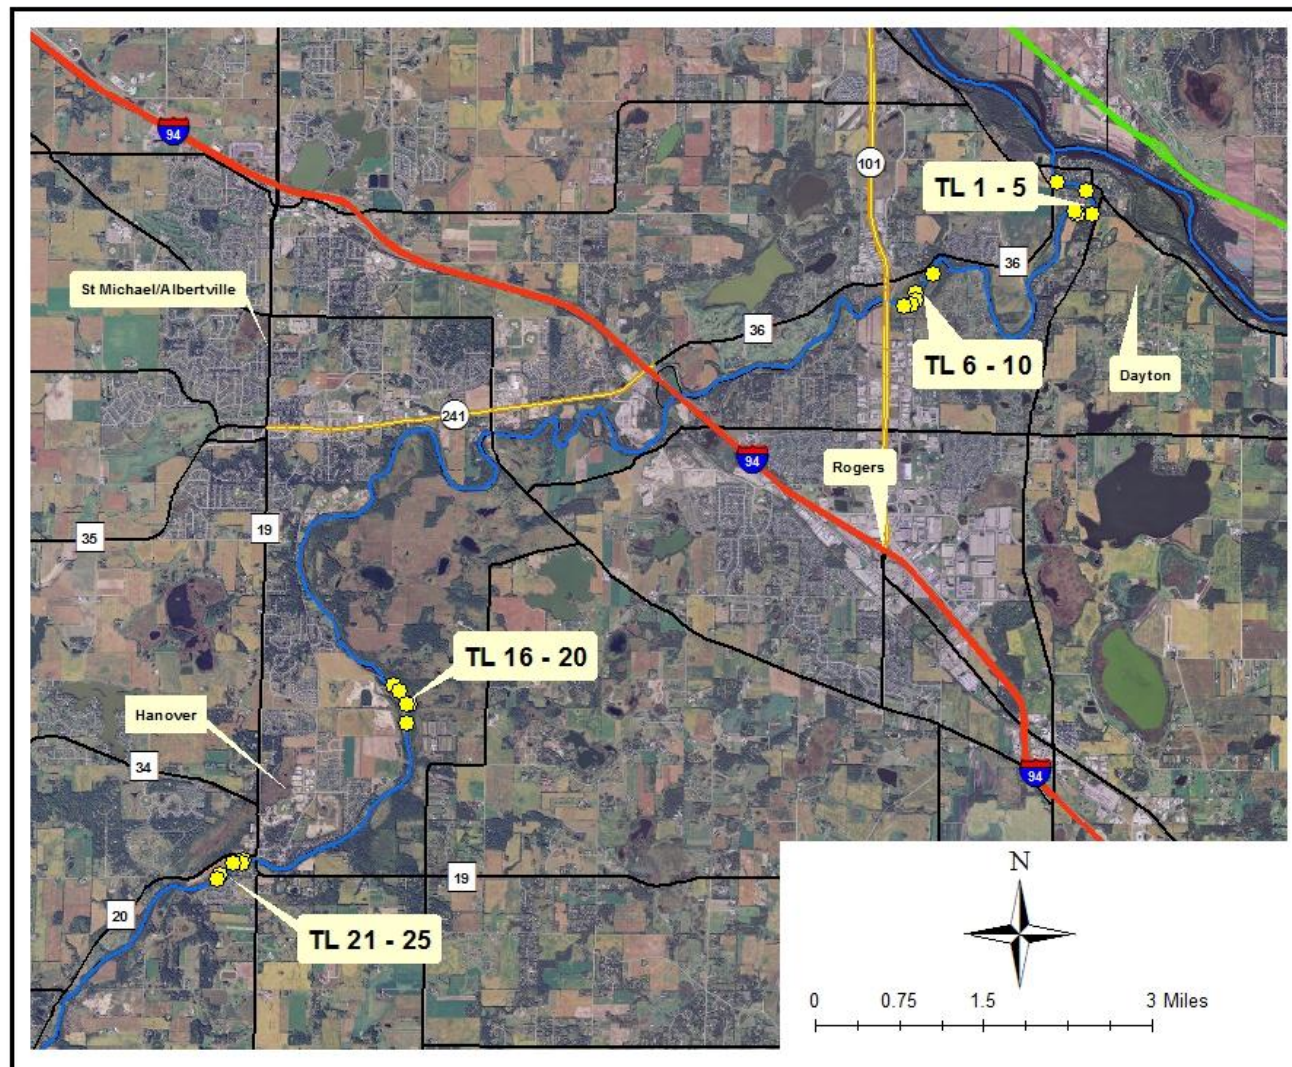 94
101
TL 1 - 5
36
St Michael/Albertville
36
TL 6 - 10
Dayton
241
94
Rogers
19
35
TL 16 - 20
Hanover
34
94
19
20
TL 21 - 25
N
0 0.75 1.5 3 Miles